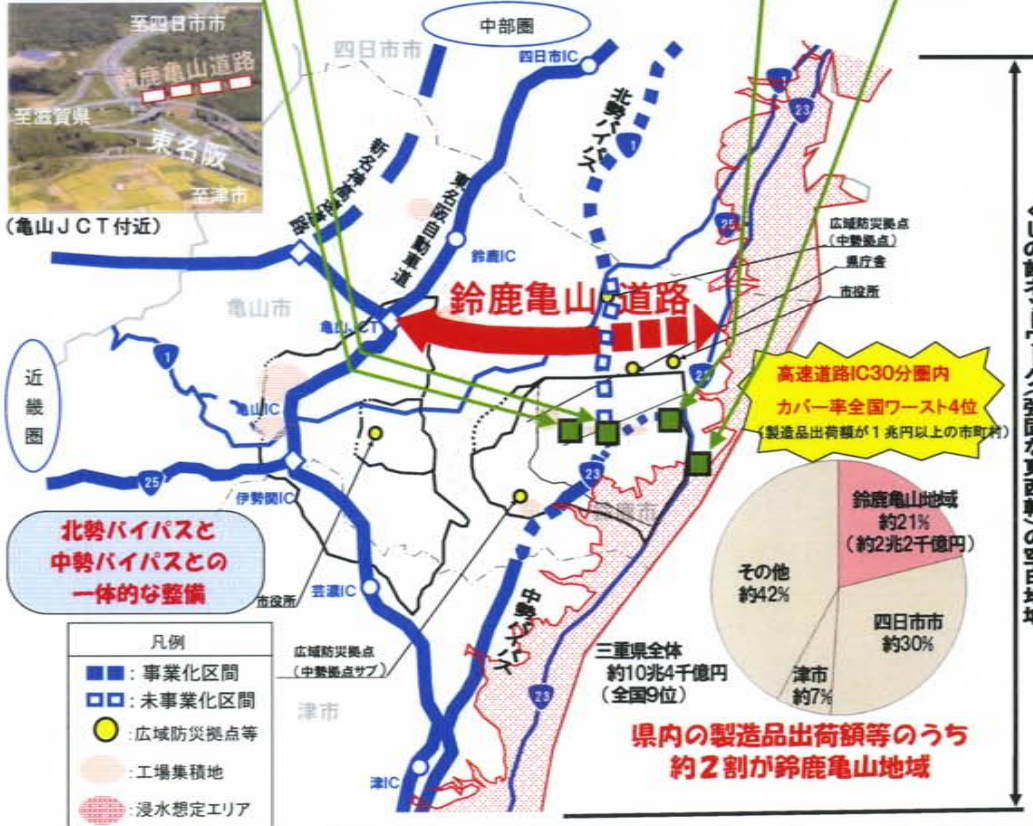 至四日市市
鈴鹿亀山道路
至滋賀県
東名阪
至津市
(亀山JCT付近)
中部圏
四日市市
四日市IC
北勢バイパス
1
1
23
新名神高速道路
東名阪自動車道
鈴鹿IC
25
広域防災拠点
(中勢拠点)
県庁舎
市役所
亀山市
鈴鹿亀山道路
亀山JCT
近畿圏
1
亀山IC
23
高速道路IC30分圏内
カバー率全国ワースト4位
(製造品出荷額が1兆円以上の市町村)
25
伊勢関IC
23
北勢バイパスと
中勢バイパスとの
一体的な整備
市役所
芸濃IC
中勢バイパス
広域防災拠点
(中勢拠点サブ)
津市
津IC
23
凡例
:事業化区間
:未事業化区間
:広域防災拠点等
:工場集積地
:浸水想定エリア
鈴鹿亀山地域
約21%
(約2兆2千億円)
その他
約42%
四日市市
約30%
津市
約7%
三重県全体
約10兆4千億円
(全国9位)
県内の製造品出荷額等のうち
約2割が鈴鹿亀山地域